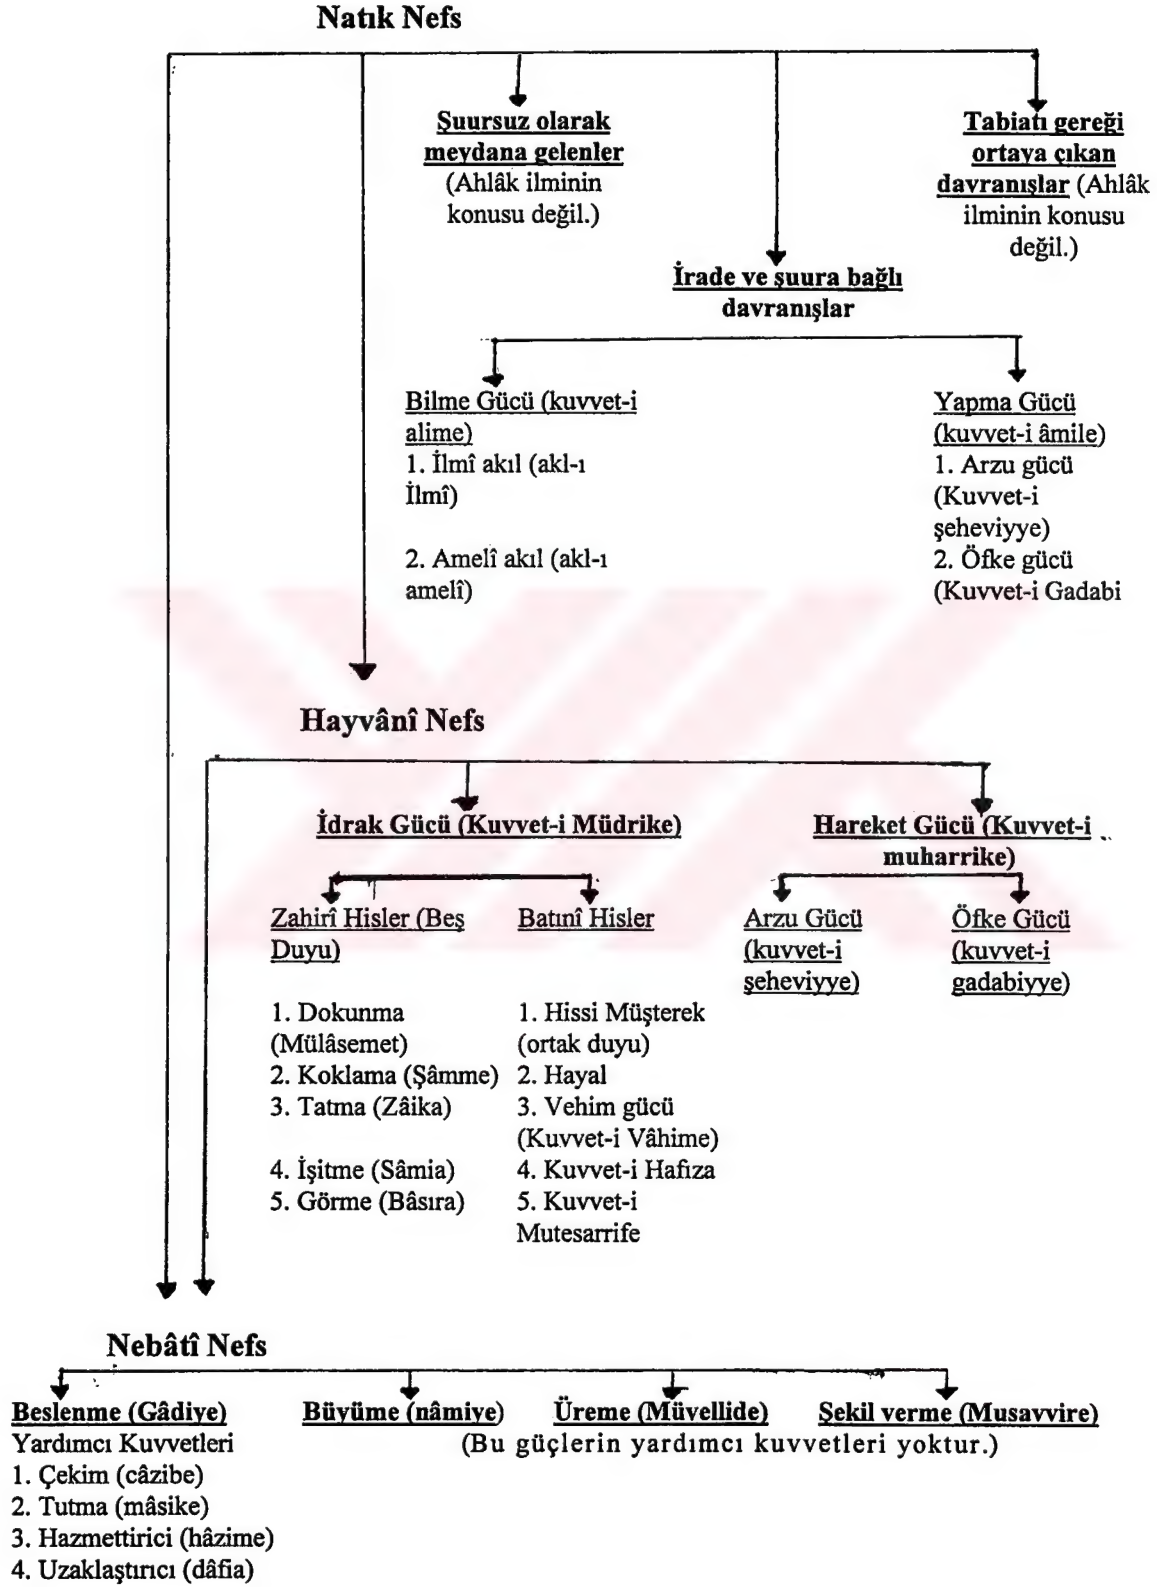 Natık Nefs
Şuursuz olarak
meydana gelenler
(Ahlâk ilminin
konusu değil.)
Tabiatı gereği
ortaya çıkan
davranışlar (Ahlâk
ilminin konusu
değil.)
İrade ve şuura bağlı
davranışlar
Bilme Gücü (kuvvet-i
alime)
1. İlmî akıl (akl-ı
İlmî)
2. Amelî akıl (akl-ı
amelî)
Yapma Gücü
(kuvvet-i âmile)
1. Arzu gücü
(Kuvvet-i
şeheviyye)
2. Öfke gücü
(Kuvvet-i Gadabi
Hayvânî Nefs
İdrak Gücü (Kuvvet-i Müdrike)
Hareket Gücü (Kuvvet-i
muharrike)
Zahirî Hisler (Beş
Duyu)
1. Dokunma
(Mülâsemet)
2. Koklama (Şâmme)
3. Tatma (Zâika)
4. İşitme (Sâmia)
5. Görme (Bâsıra)
Batınî Hisler
1. Hissi Müşterek
(ortak duyu)
2. Hayal
3. Vehim gücü
(Kuvvet-i Vâhime)
4. Kuvvet-i Hafıza
5. Kuvvet-i
Mutesarrife
Arzu Gücü
(kuvvet-i
şeheviyye)
Öfke Gücü
(kuvvet-i
gadabiyye)
Nebâtî Nefs
Beslenme (Gâdiye)
Yardımcı Kuvvetleri
1. Çekim (câzibe)
2. Tutma (mâsike)
3. Hazmettirici (hâzime)
4. Uzaklaştırıcı (dâfia)
Büyüme (nâmiye)
Üreme (Müvellide)
Şekil verme (Musavvire)
(Bu güçlerin yardımcı kuvvetleri yoktur.)